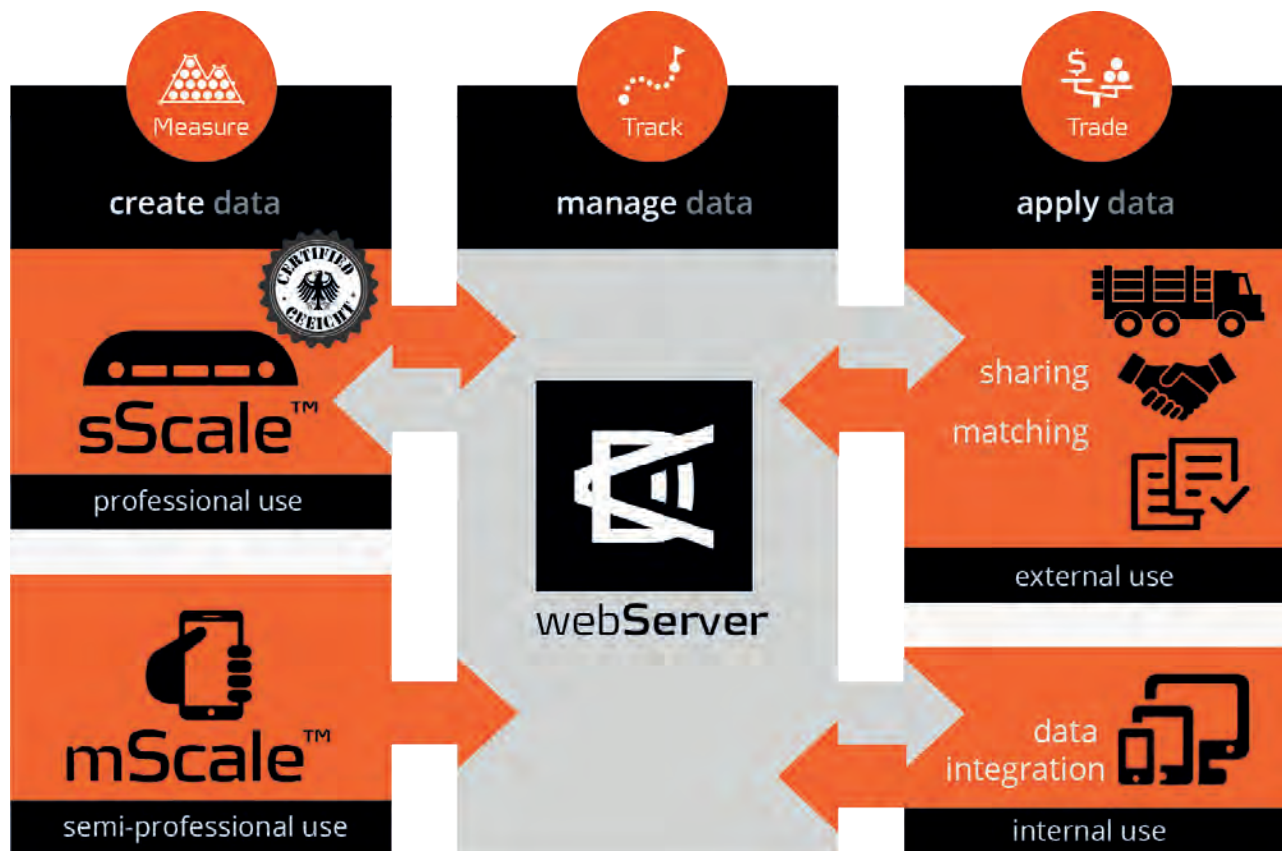 Measure
create data
CERTIFIED
GEEICHT
sScale™
professional use
mScale™
semi-professional use
Track
manage data
webServer
$
Trade
apply data
sharing
matching
external use
data
integration
internal use